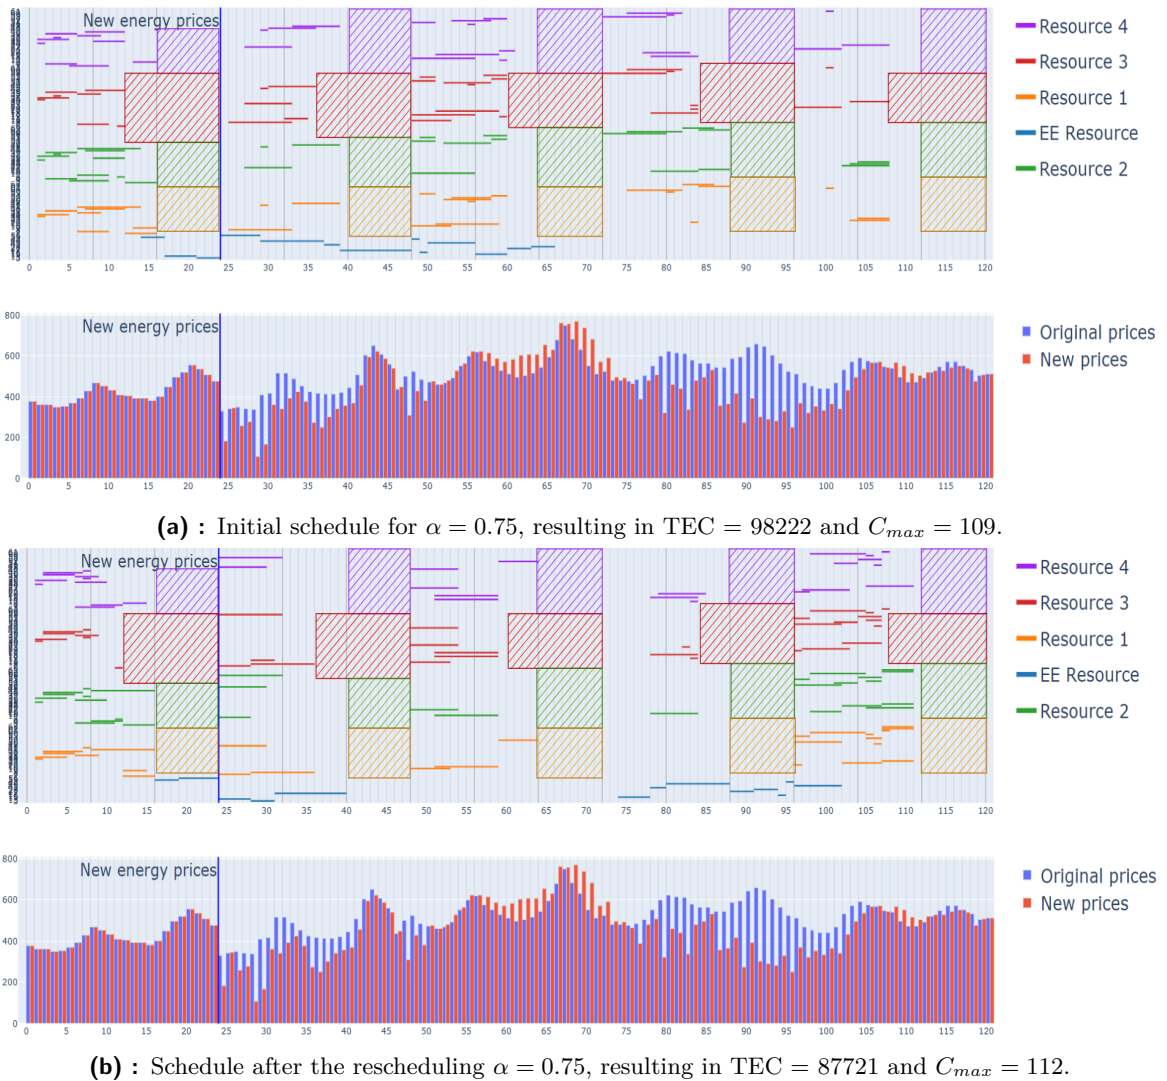 New energy prices
Resource 4
Resource 3
Resource 1
EE Resource
Resource 2
0 5 10 15 20 25 30 35 40 45 50 55 60 65 70 75 80 85 90 95 100 105 110 115 120
800
New energy prices
Original prices
New prices
600
400
200
0
0 5 10 15 20 25 30 35 40 45 50 55 60 65 70 75 80 85 90 95 100 105 110 115 120
(a) : Initial schedule for α = 0.75, resulting in TEC = 98222 and C_max = 109.
New energy prices
Resource 4
Resource 3
Resource 1
EE Resource
Resource 2
0 5 10 15 20 25 30 35 40 45 50 55 60 65 70 75 80 85 90 95 100 105 110 115 120
800
New energy prices
Original prices
New prices
600
400
200
0
0 5 10 15 20 25 30 35 40 45 50 55 60 65 70 75 80 85 90 95 100 105 110 115 120
(b) : Schedule after the rescheduling α = 0.75, resulting in TEC = 87721 and C_max = 112.